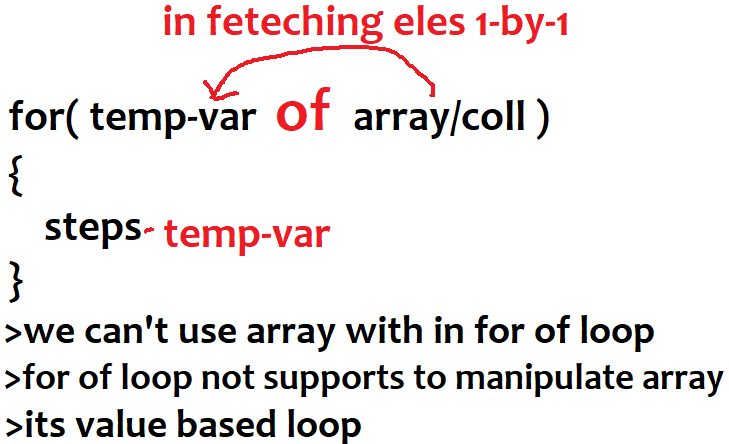 in feteching eles 1-by-1
for( temp-var of array/coll )
{
steps- temp-var
}
>we can't use array with in for of loop
>for of loop not supports to manipulate array
>its value based loop